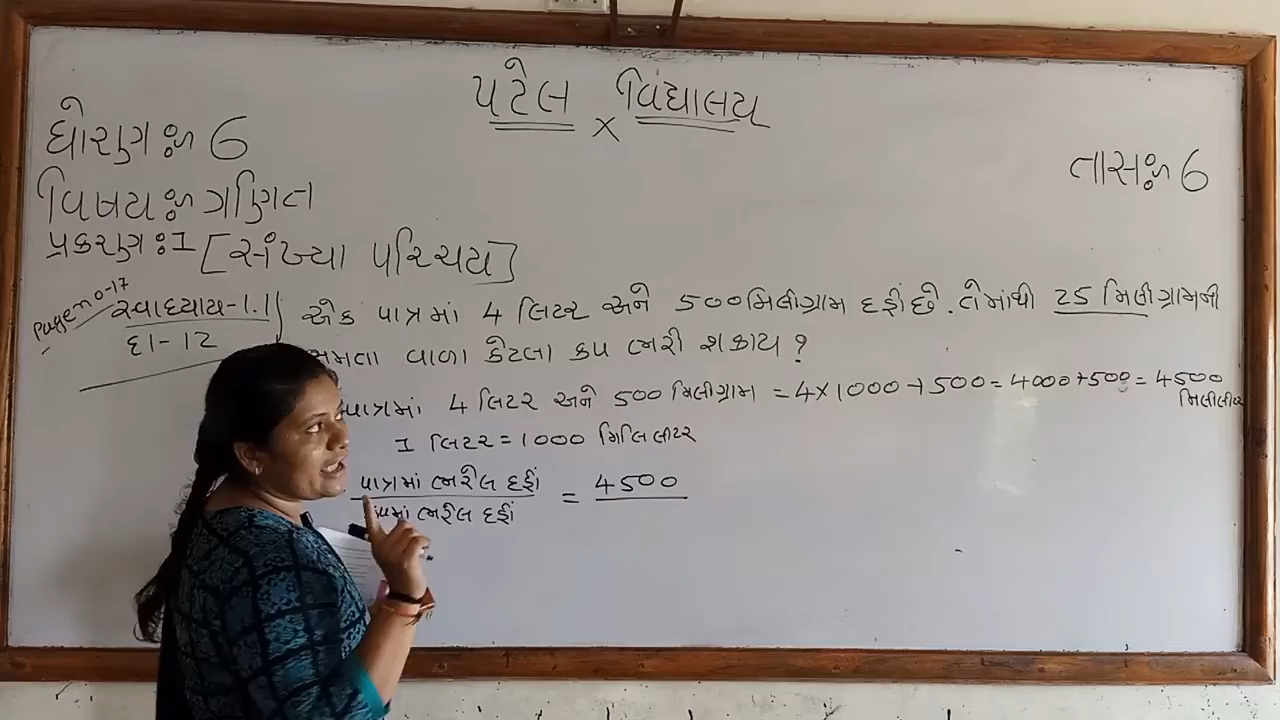 પટેલ × વિદ્યાલય
ધોરણ :- 6
તાસ :- 6
વિષય :- ગણિત
પ્રકરણ : 1 [સંખ્યા પરિચય]
Page no-17
સ્વાધ્યાય-1.1
દા-12
એક પાત્રમાં 4 લિટર અને 500 મિલીગ્રામ દહીં છે. તેમાંથી 25 મિલીગ્રામની
ક્ષમતા વાળા કેટલા કપ ભરી શકાય ?
પાત્રમાં 4 લિટર અને 500 મિલીગ્રામ = 4 × 1000 + 500 = 4000 + 500 = 4500
મિલીલીટર
1 લિટર = 1000 મિલિ લીટર
પાત્રમાં ભરેલ દહીં = 4500
કપમાં ભરેલ દહીં